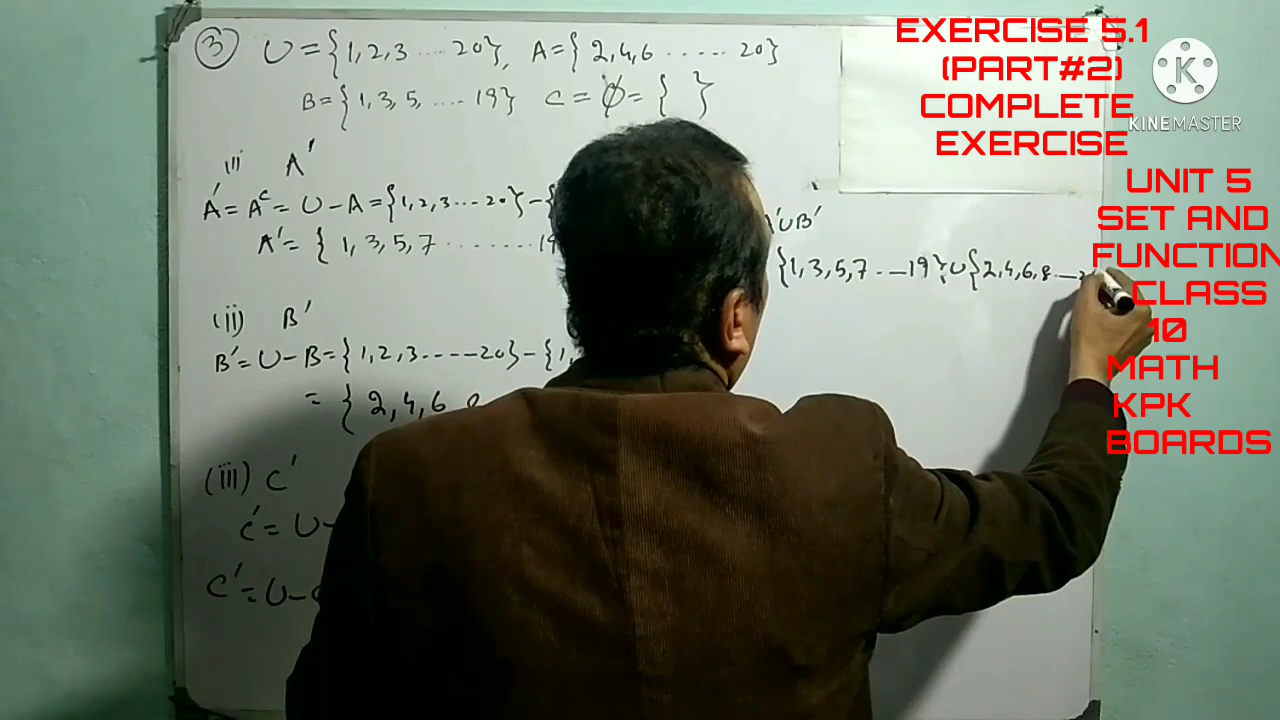 (3) U = {1, 2, 3 ..... 20}, A = {2, 4, 6 ..... 20}
B = {1, 3, 5, .... 19} C = ϕ = { }
A'
A' = Aᶜ = U - A = {1, 2, 3 ..... 20} - {
A' = { 1, 3, 5, 7 ........ 19
(ii) B'
B' = U - B = {1, 2, 3 ..... 20} - {1,
= { 2, 4, 6
(iii) C'
C' = U -
C' = U -
'UB'
{1, 3, 5, 7 ... 19} U {2, 4, 6, 8 ...
EXERCISE 5.1
(PART#2)
COMPLETE
EXERCISE
K
KINEMASTER
UNIT 5
SET AND
FUNCTION
CLASS
10
MATH
KPK
BOARDS